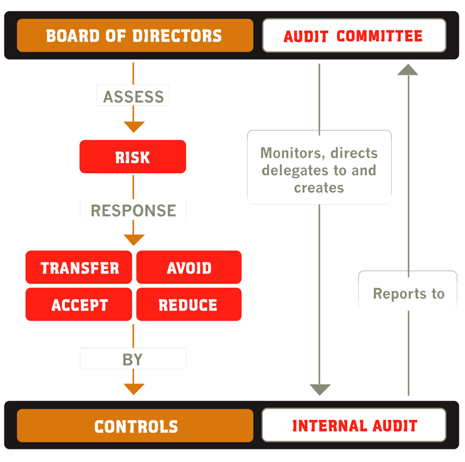 BOARD OF DIRECTORS
AUDIT COMMITTEE
ASSESS
RISK
Monitors, directs
delegates to and
creates
RESPONSE
TRANSFER
AVOID
ACCEPT
REDUCE
Reports to
BY
CONTROLS
INTERNAL AUDIT